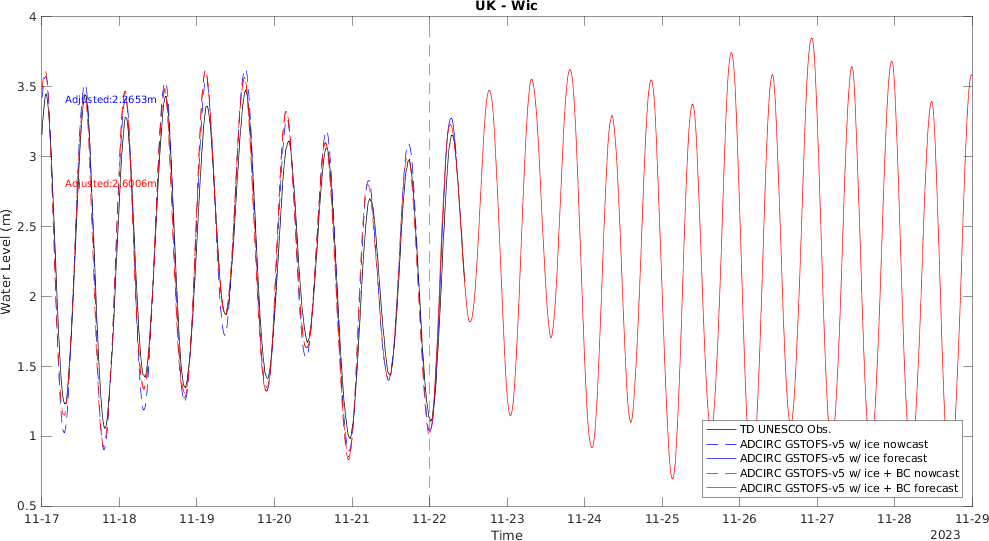 UK - Wic
Water Level (m)
4
3.5
3
2.5
2
1.5
1
0.5
Adjusted:2.2653m
Adjusted:2.6006m
TD UNESCO Obs.
ADCIRC GSTOFS-v5 w/ ice nowcast
ADCIRC GSTOFS-v5 w/ ice forecast
ADCIRC GSTOFS-v5 w/ ice + BC nowcast
ADCIRC GSTOFS-v5 w/ ice + BC forecast
11-17 11-18 11-19 11-20 11-21 11-22 11-23 11-24 11-25 11-26 11-27 11-28 11-29
Time
2023